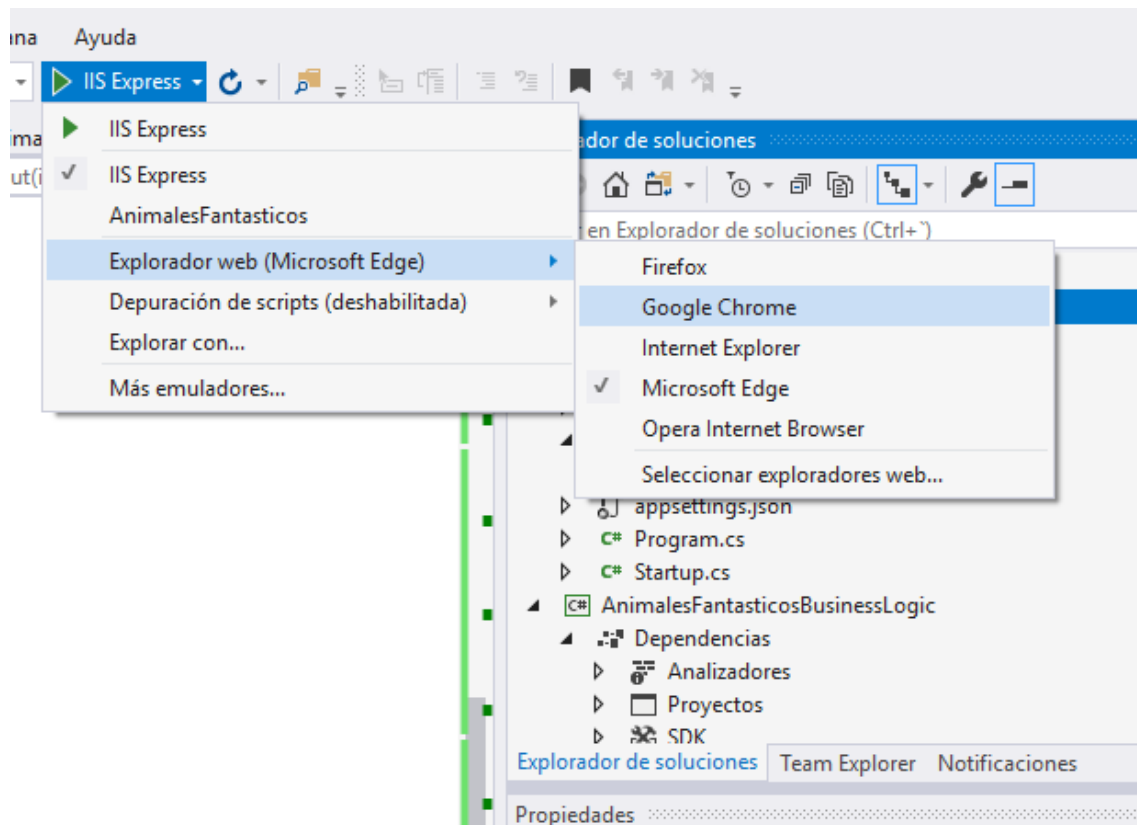 Ayuda
IIS Express
IIS Express
IIS Express
AnimalesFantasticos
Explorador web (Microsoft Edge)
Depuración de scripts (deshabilitada)
Explorar con...
Más emuladores...
Firefox
Google Chrome
Internet Explorer
Microsoft Edge
Opera Internet Browser
Seleccionar exploradores web...
de soluciones
en Explorador de soluciones (Ctrl+`)
appsettings.json
C# Program.cs
C# Startup.cs
C# AnimalesFantasticosBusinessLogic
Dependencias
Analizadores
Proyectos
SDK
Explorador de soluciones Team Explorer Notificaciones
Propiedades